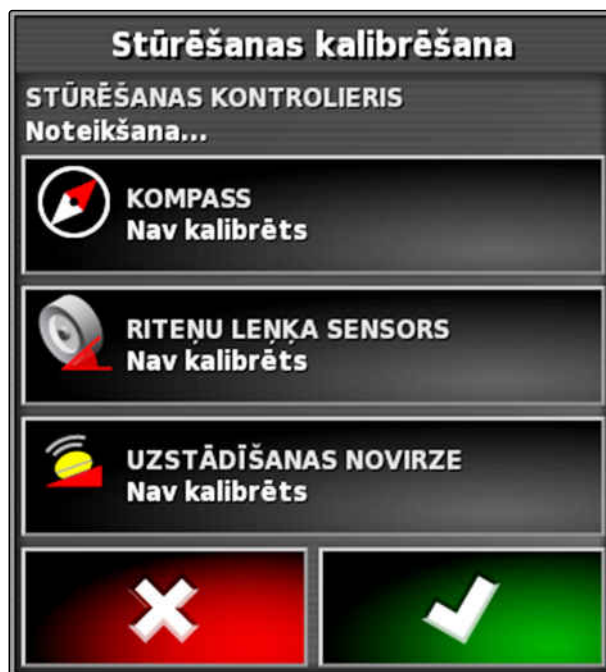 Stūrēšanas kalibrēšana
STŪRĒŠANAS KONTROLIERIS
Noteikšana...
KOMPASS
Nav kalibrēts
RITEŅU LEŅĶA SENSORS
Nav kalibrēts
UZSTĀDĪŠANAS NOVIRZE
Nav kalibrēts